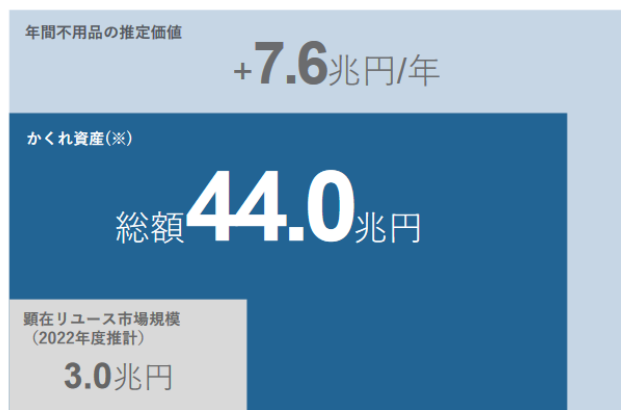 年間不用品の推定価値
+7.6兆円/年
かくれ資産(※)
総額44.0兆円
顕在リユース市場規模
（2022年度推計）
3.0兆円